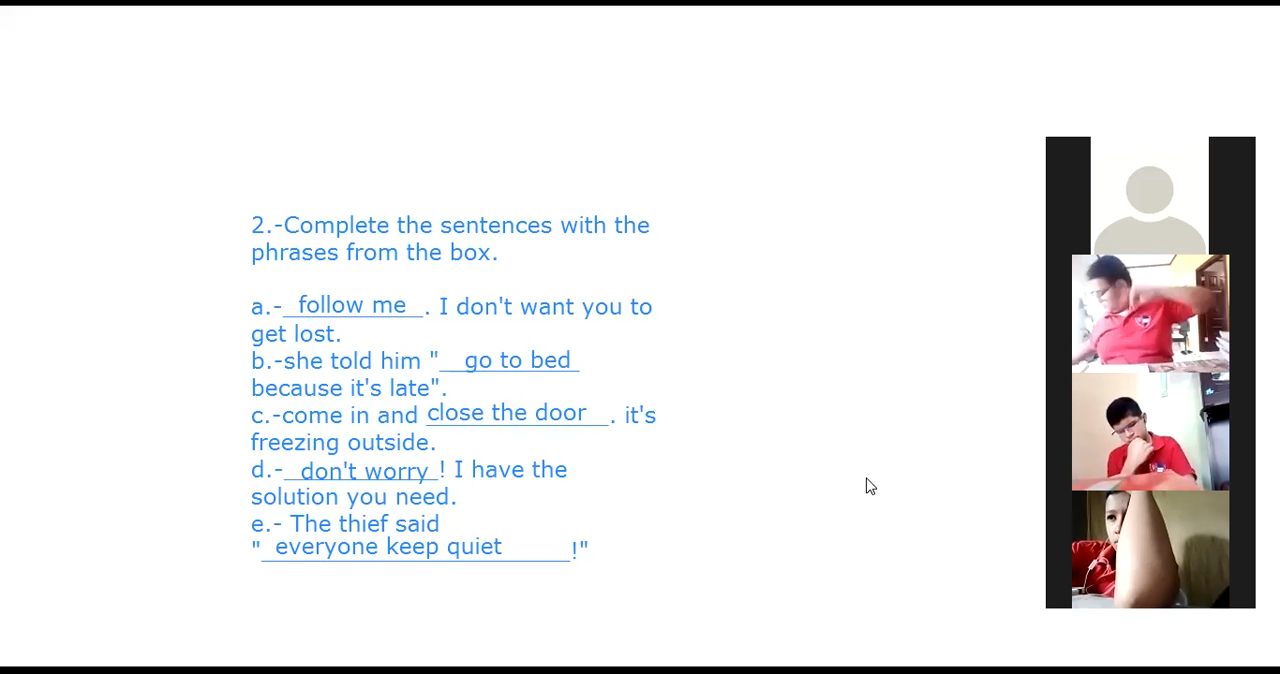 2.-Complete the sentences with the
phrases from the box.
a.- follow me . I don't want you to
get lost.
b.-she told him " go to bed
because it's late".
c.-come in and close the door . it's
freezing outside.
d.- don't worry ! I have the
solution you need.
e.- The thief said
" everyone keep quiet !"